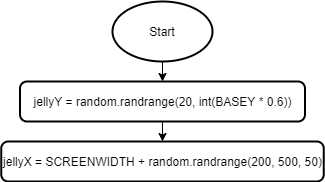 Start
jellyY = random.randrange(20, int(BASEY * 0.6))
jellyX = SCREENWIDTH + random.randrange(200, 500, 50)